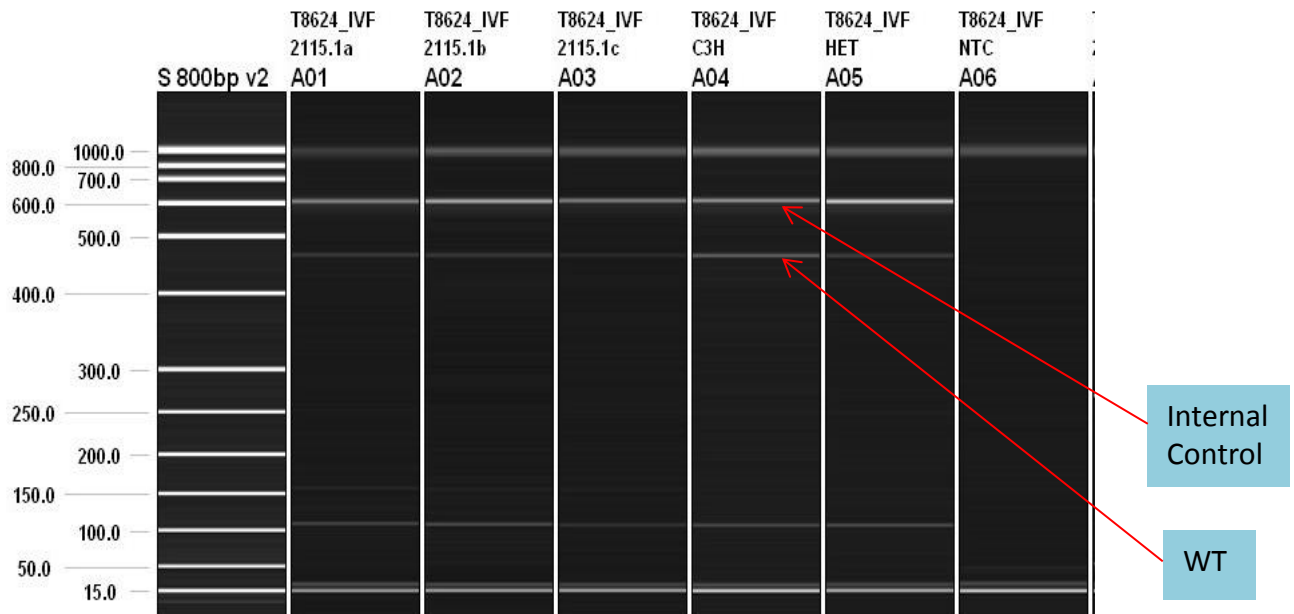 T8624_IVF T8624_IVF T8624_IVF T8624_IVF T8624_IVF T8624_IVF
2115.1a 2115.1b 2115.1c C3H HET NTC
S 800bp v2 A01 A02 A03 A04 A05 A06
1000.0
800.0
700.0
600.0
500.0
400.0
300.0
250.0
200.0
150.0
100.0
50.0
15.0
Internal
Control
WT